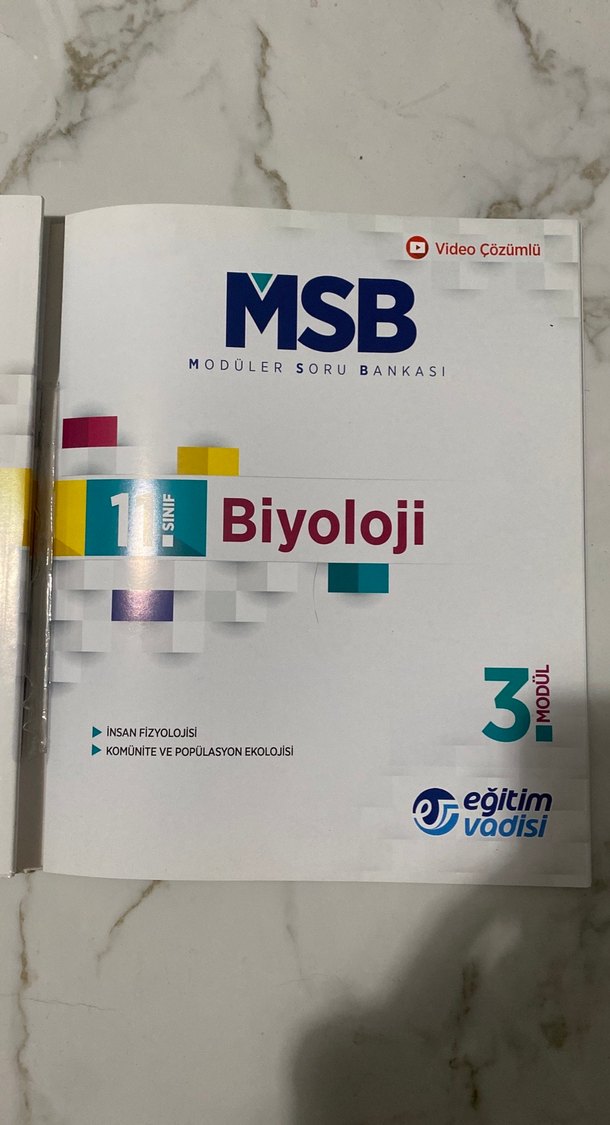 Video Çözümlü
MSB
MODÜLER SORU BANKASI
11. SINIF
Biyoloji
3. MODÜL
İNSAN FİZYOLOJİSİ
KOMÜNİTE VE POPÜLASYON EKOLOJİSİ
eğitim
vadisi